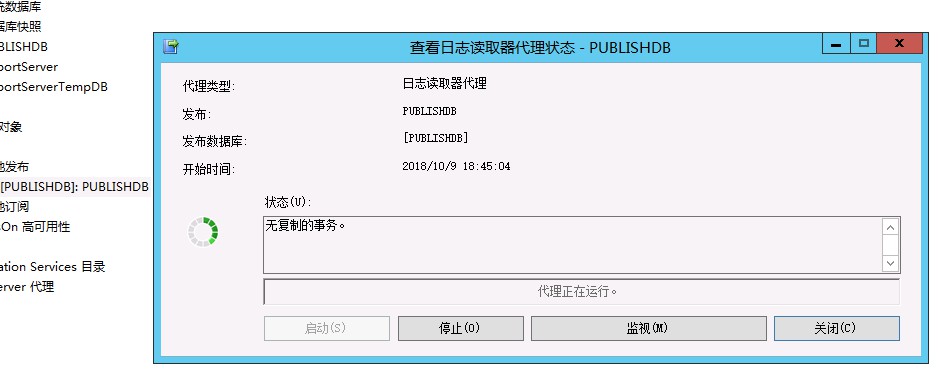 统数据库
据库快照
BLISHDB
portServer
portServerTempDB
对象
地发布
[PUBLISHDB]: PUBLISHDB
地订阅
sOn 高可用性
ation Services 目录
erver 代理
查看日志读取器代理状态 - PUBLISHDB
代理类型:
日志读取器代理
发布:
PUBLISHDB
发布数据库:
[PUBLISHDB]
开始时间:
2018/10/9 18:45:04
状态(U):
无复制的事务。
代理正在运行。
启动(S)
停止(O)
监视(M)
关闭(C)